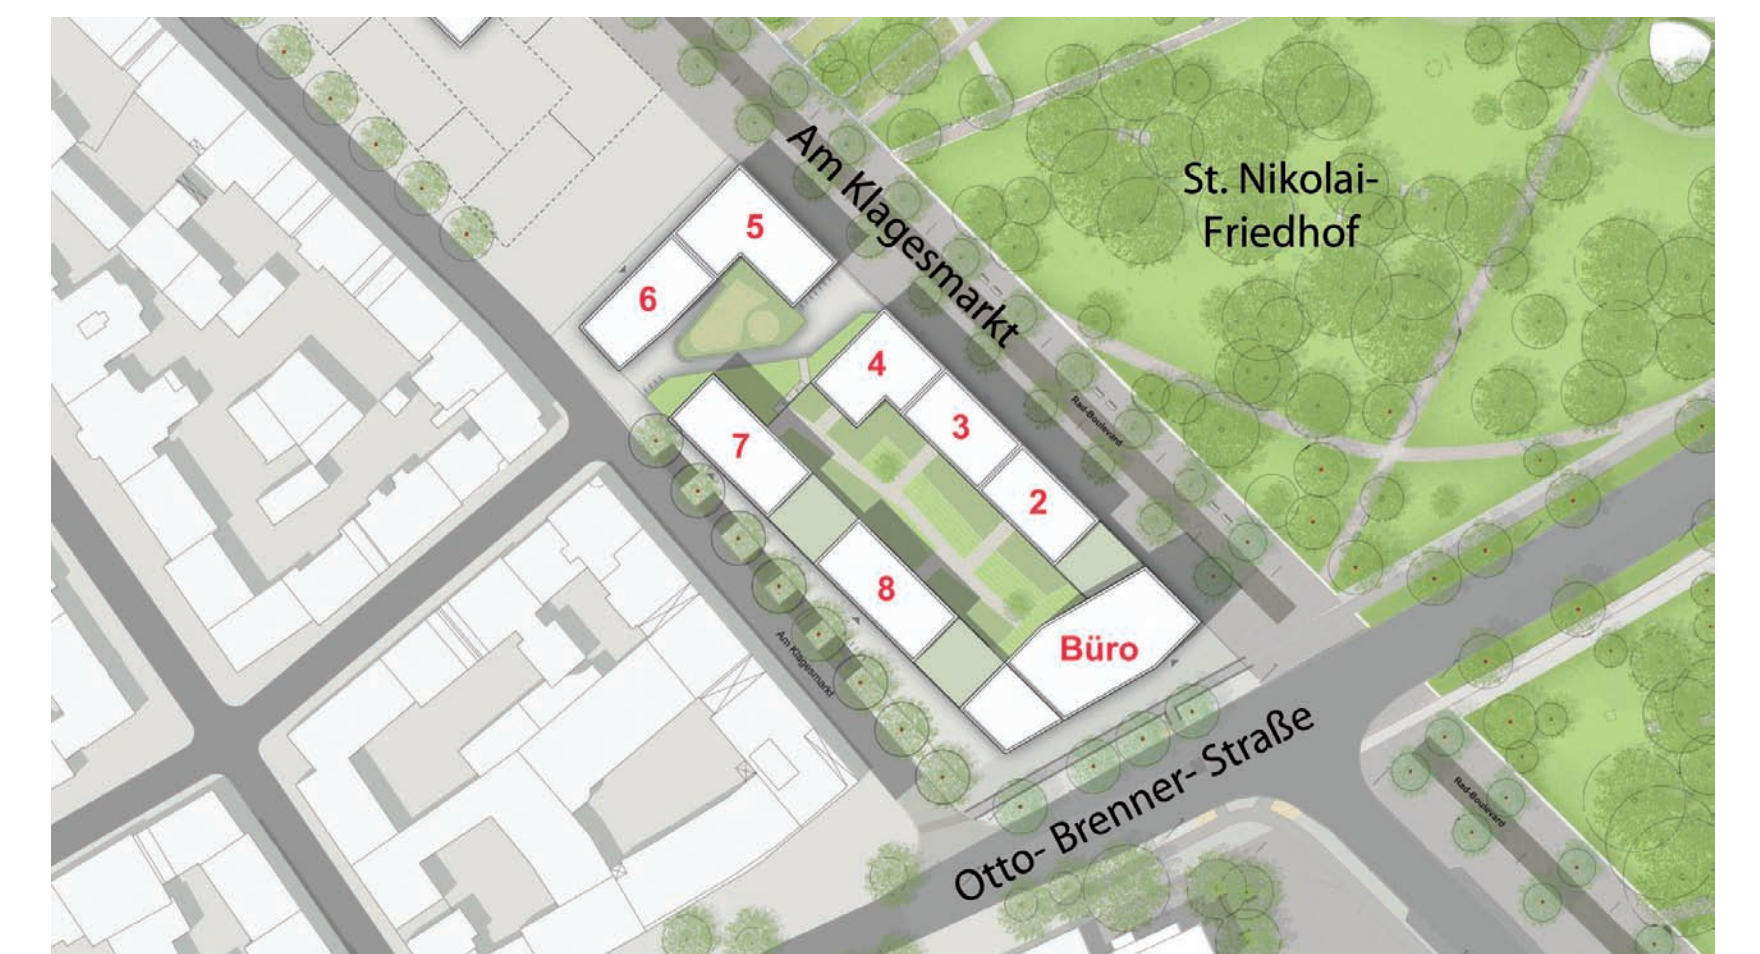 Am Klagesmarkt
St. Nikolai-
Friedhof
5
6
4
3
7
2
8
Büro
Rad-Boulevard
Am Klagesmarkt
Otto- Brenner- Straße
Rad-Boulevard